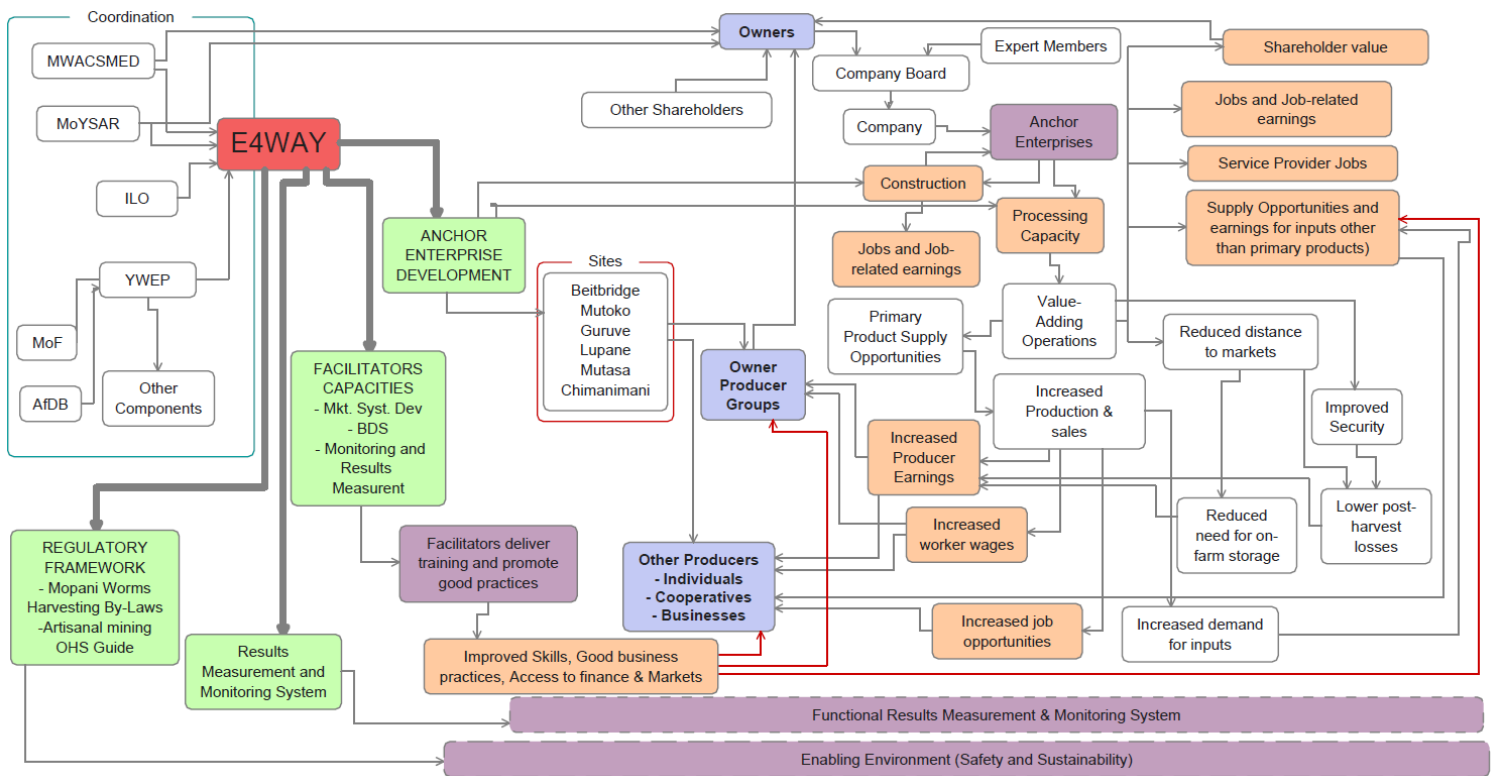 Coordination
MWACSMED
MoYSAR
E4WAY
ILO
YWEP
MoF
AfDB
Other
Components
Owners
Other Shareholders
Expert Members
Company Board
Company
Anchor
Enterprises
Construction
Jobs and Job-
related earnings
Processing
Capacity
Shareholder value
Jobs and Job-related
earnings
Service Provider Jobs
Supply Opportunities and
earnings for inputs other
than primary products)
ANCHOR
ENTERPRISE
DEVELOPMENT
Sites
Beitbridge
Mutoko
Guruve
Lupane
Mutasa
Chimanimani
Primary
Product Supply
Opportunities
Value-
Adding
Operations
Reduced distance
to markets
Improved
Security
FACILITATORS
CAPACITIES
- Mkt. Syst. Dev
- BDS
- Monitoring and
Results
Measurent
Owner
Producer
Groups
Increased
Production &
sales
Increased
Producer
Earnings
Increased
worker wages
Reduced
need for on-
farm storage
Lower post-
harvest
losses
REGULATORY
FRAMEWORK
- Mopani Worms
Harvesting By-Laws
-Artisanal mining
OHS Guide
Facilitators deliver
training and promote
good practices
Other Producers
- Individuals
- Cooperatives
- Businesses
Increased job
opportunities
Increased demand
for inputs
Results
Measurement and
Monitoring System
Improved Skills, Good business
practices, Access to finance & Markets
Functional Results Measurement & Monitoring System
Enabling Environment (Safety and Sustainability)